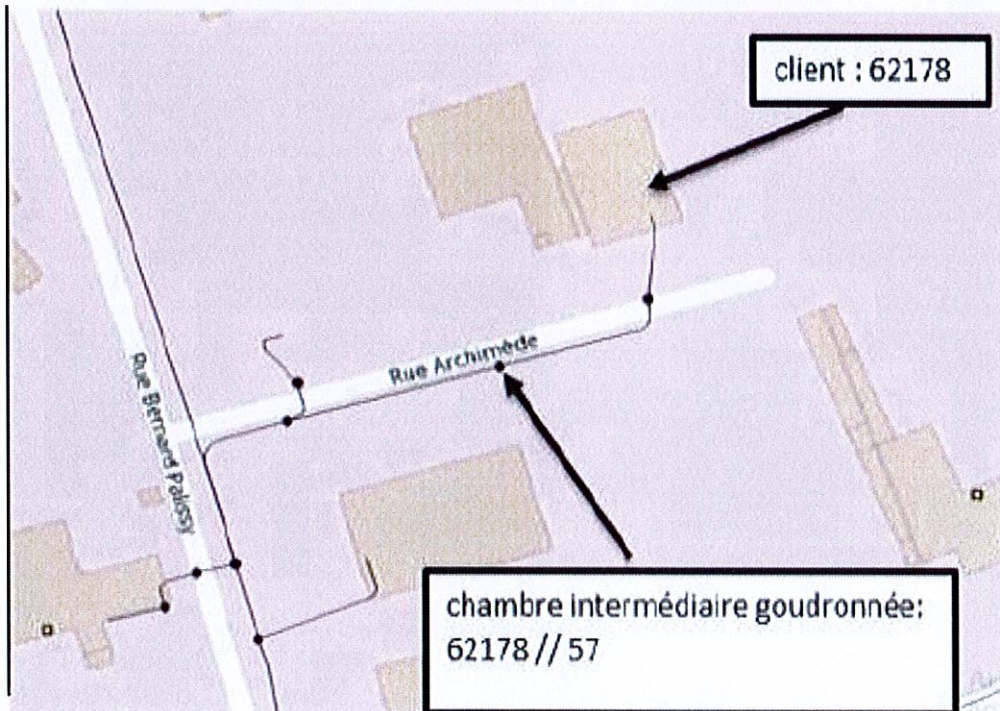 client : 62178
Rue Archimède
Rue Bernard Palissy
chambre intermédiaire goudronnée:
62178 // 57